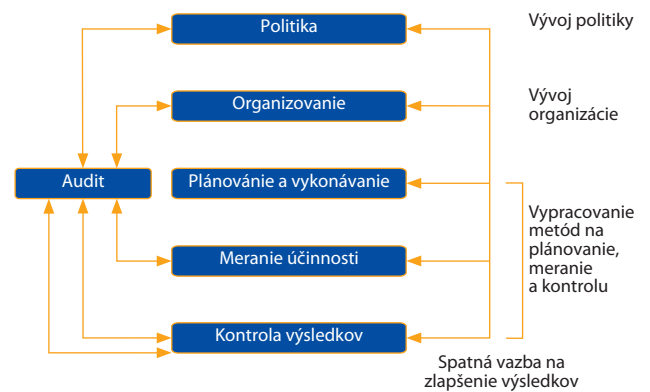 Politika
Vývoj politiky
Organizovanie
Vývoj
organizácie
Audit
Plánovánie a vykonávanie
Vypracovanie
metód na
plánovanie,
meranie
a kontrolu
Meranie účinnosti
Kontrola výsledkov
Spatná vazba na
zlapšenie výsledkov